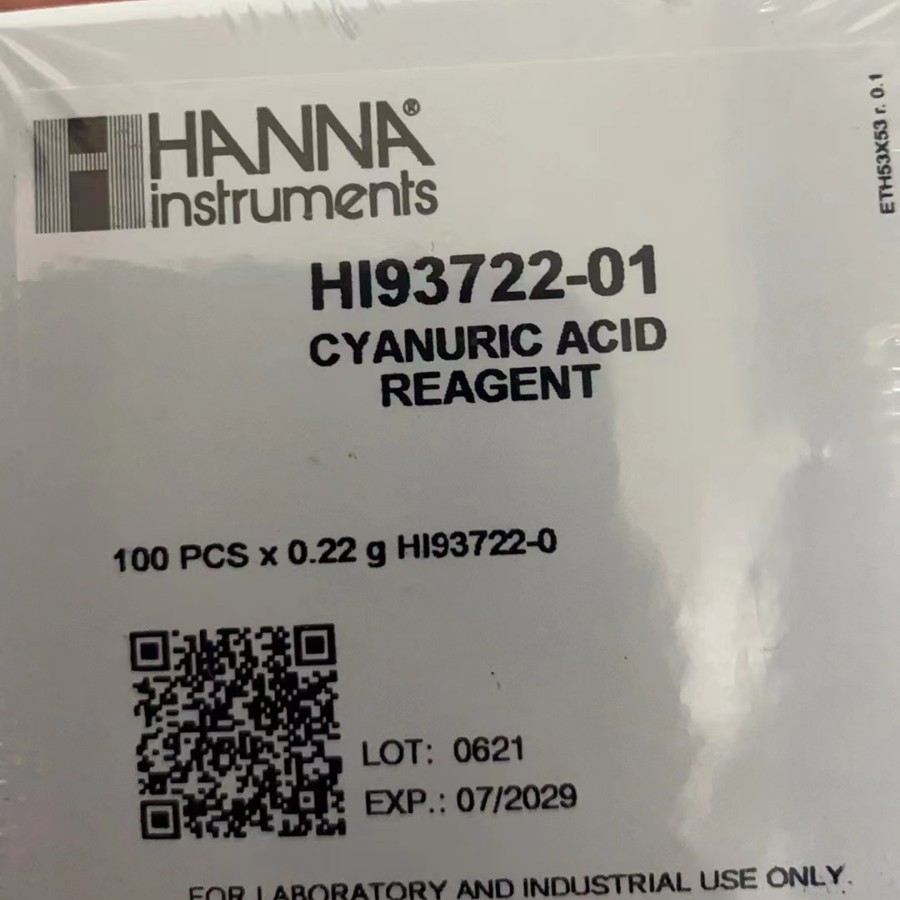 HANNA®
instruments
ETH53X53 r. 0.1
HI93722-01
CYANURIC ACID
REAGENT
100 PCS x 0.22 g HI93722-0
LOT: 0621
EXP.: 07/2029
FOR LABORATORY AND INDUSTRIAL USE ONLY.